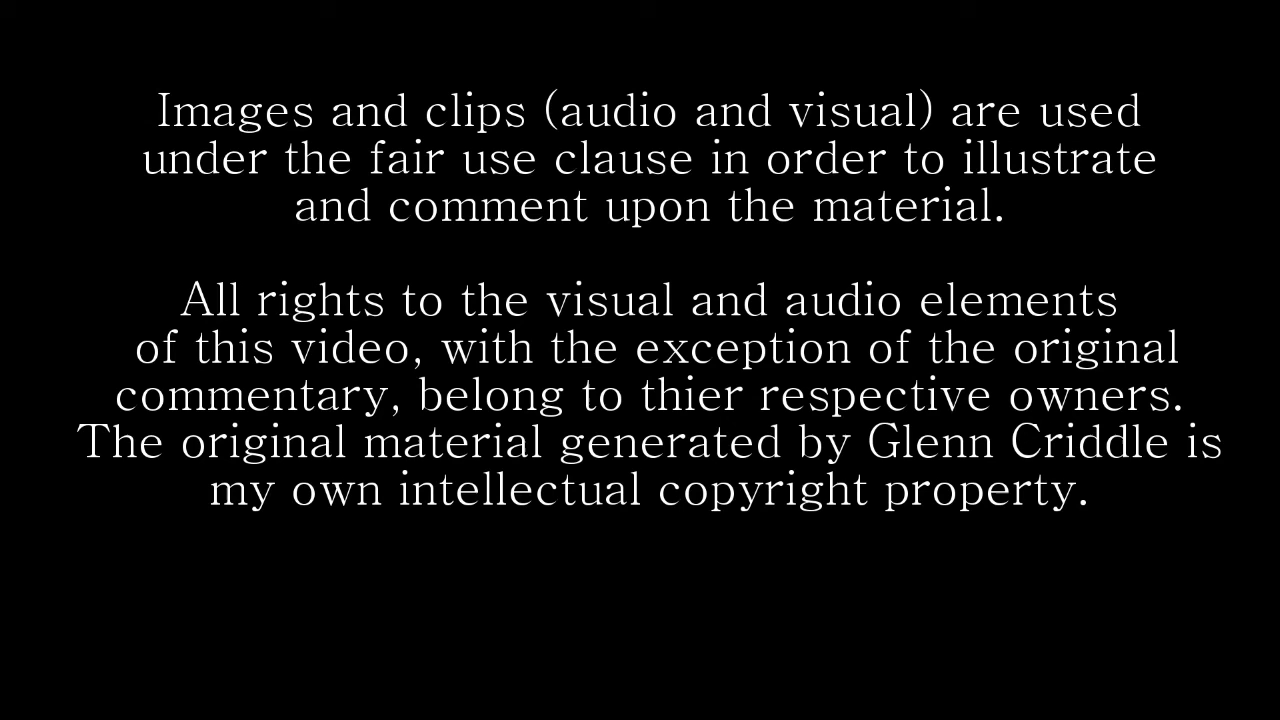 Images and clips (audio and visual) are used
under the fair use clause in order to illustrate
and comment upon the material.
All rights to the visual and audio elements
of this video, with the exception of the original
commentary, belong to thier respective owners.
The original material generated by Glenn Criddle is
my own intellectual copyright property.